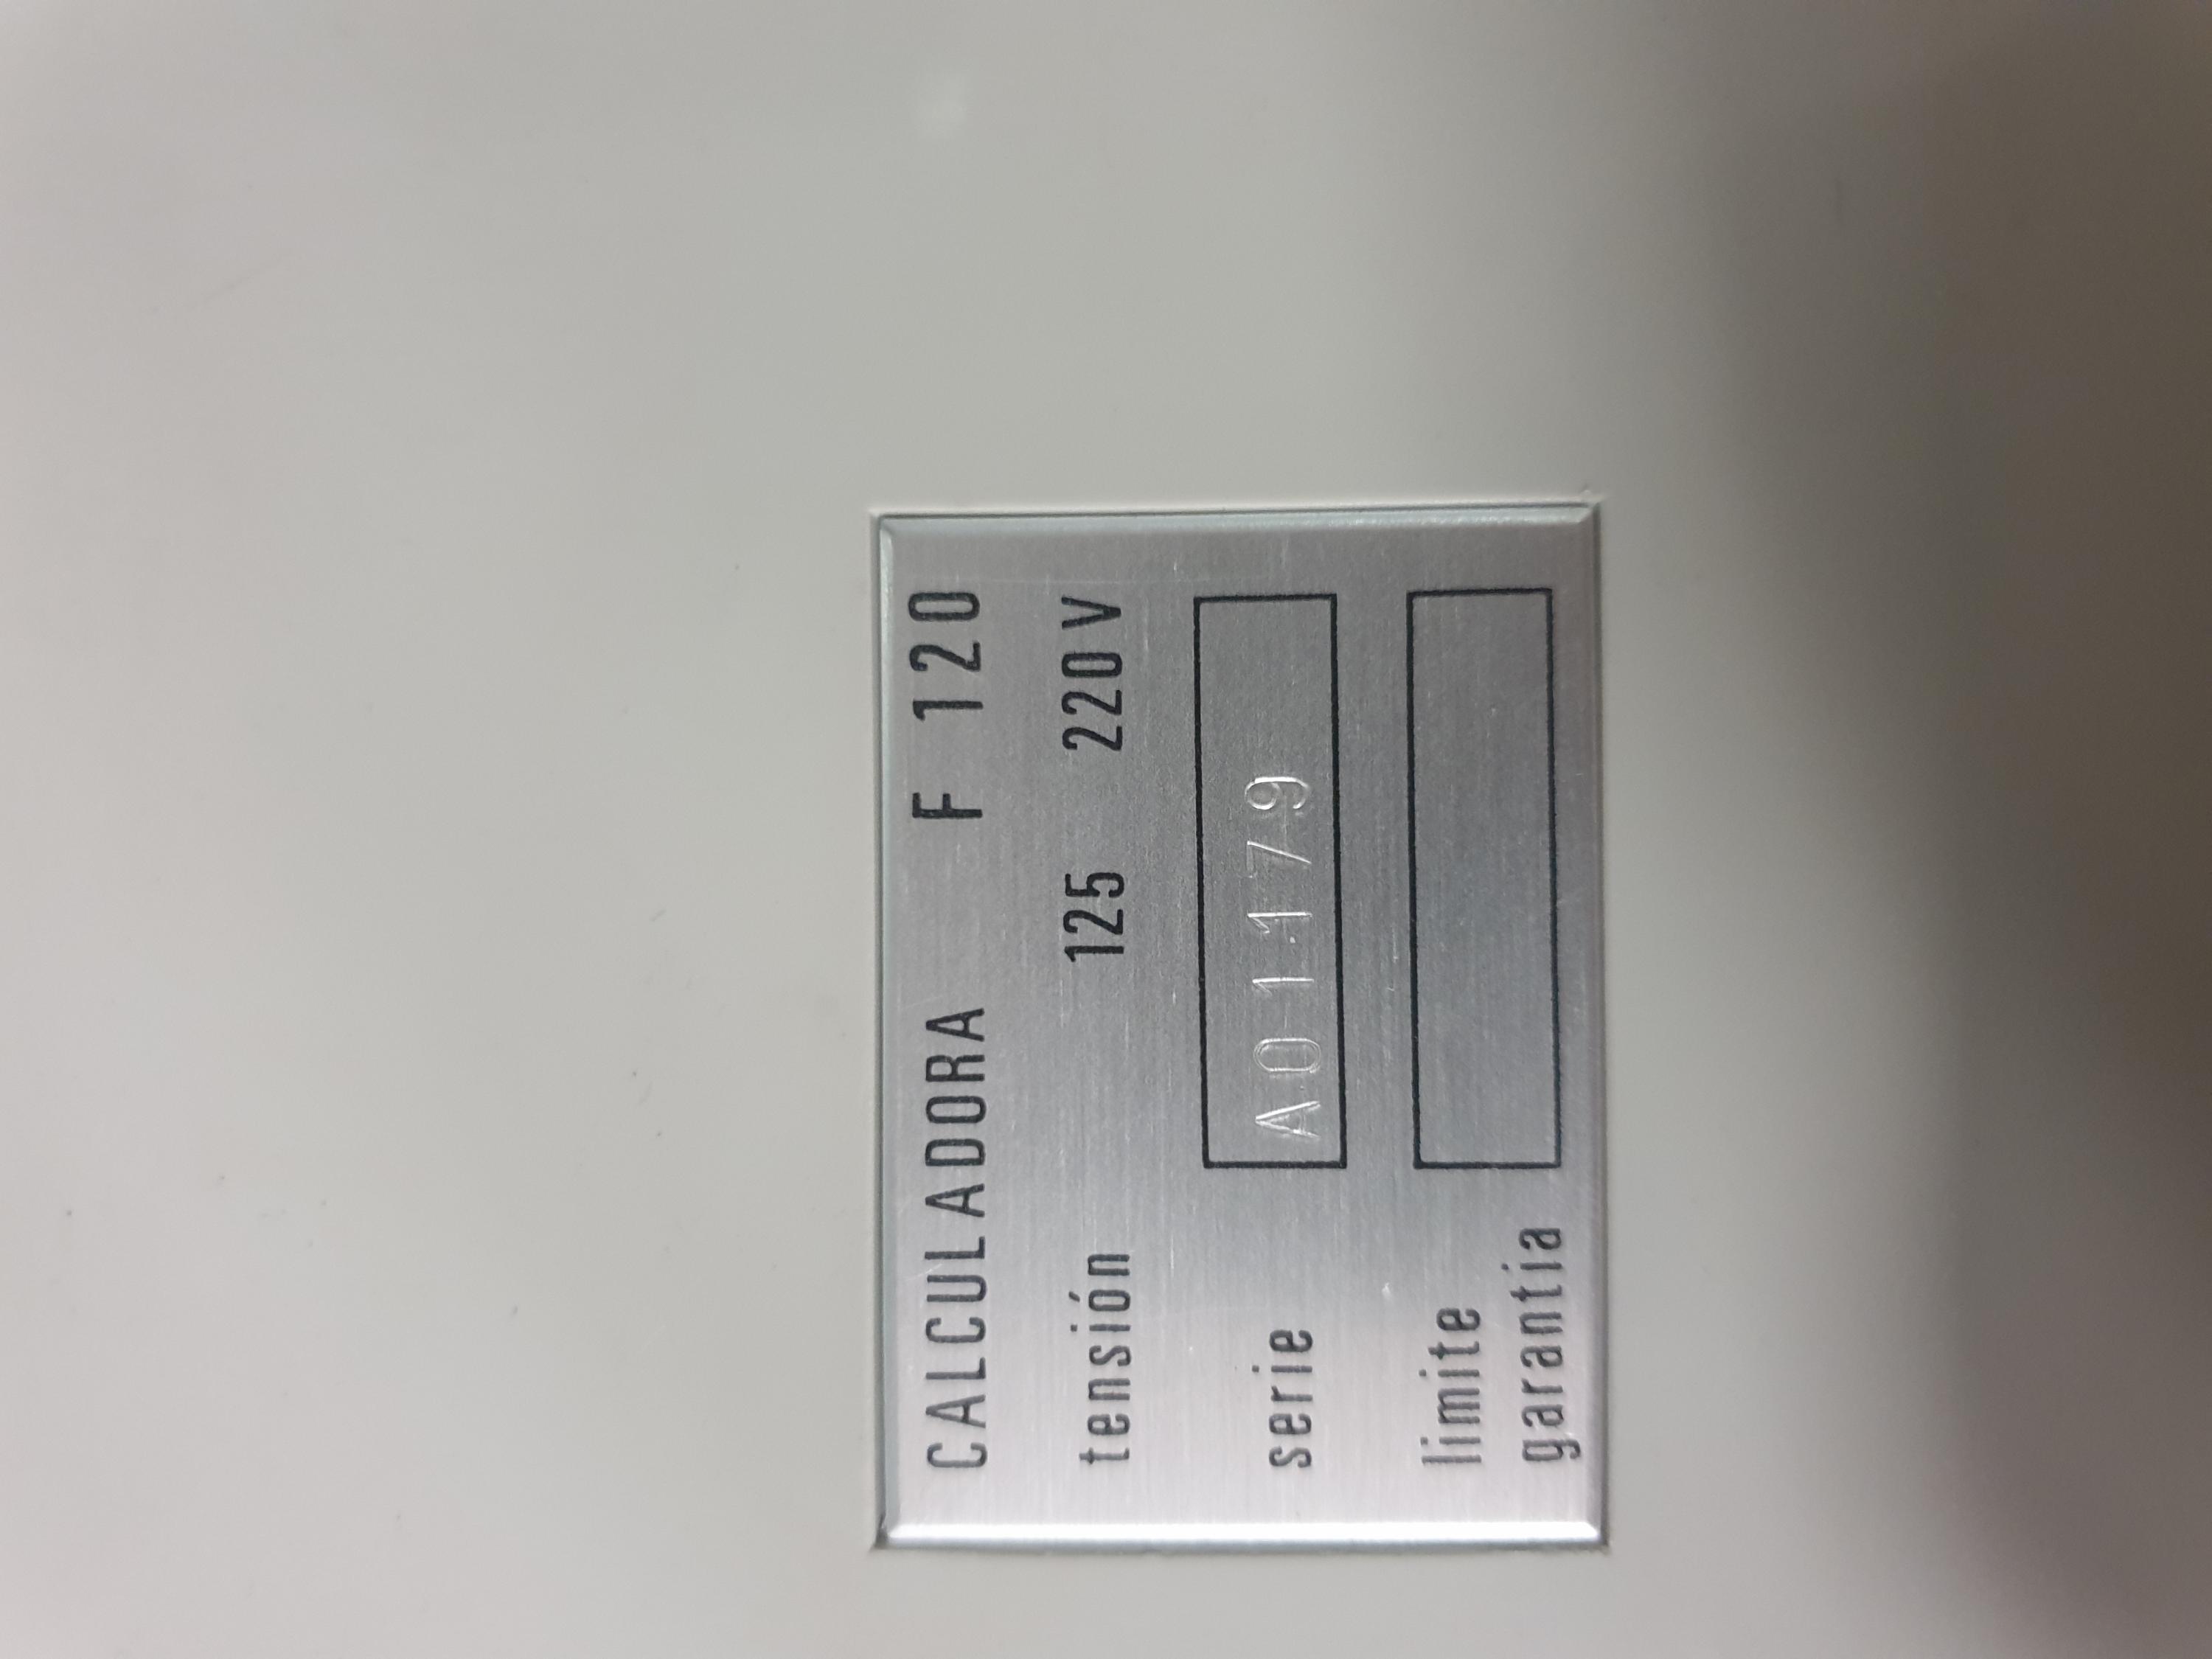 CALCULADORA F 120
tensión 125 220 V
serie A01179
limite
garantia